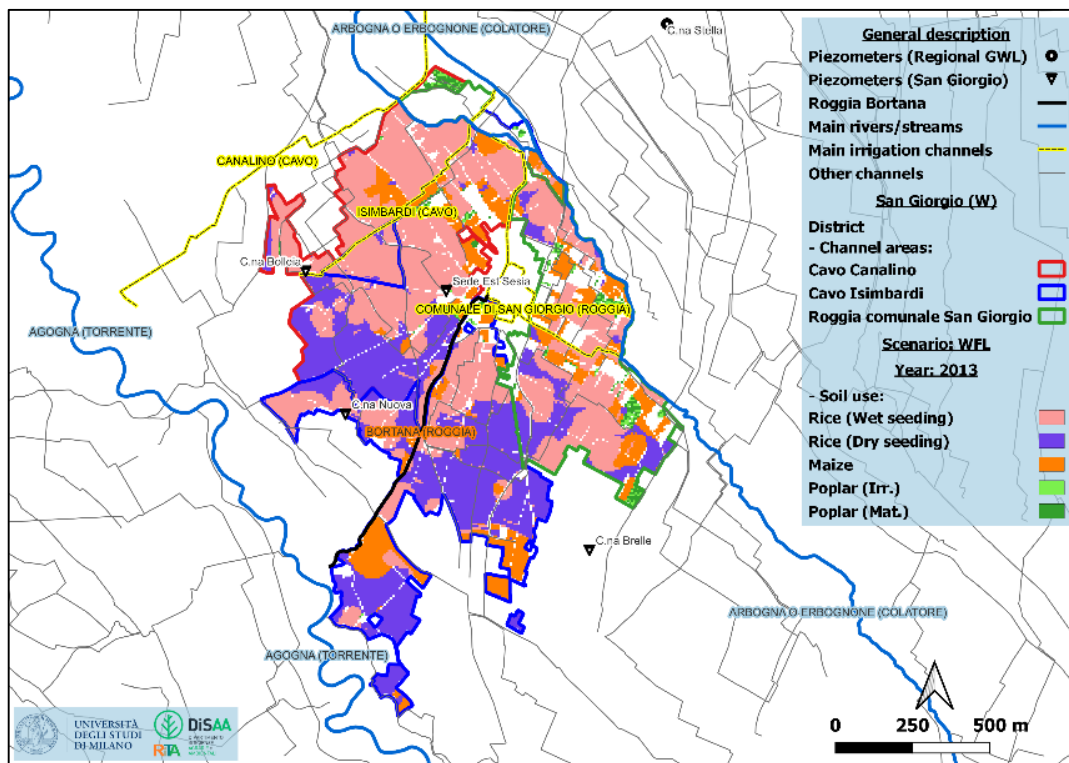 ARBOGNA O ERBOGNONE (COLATORE)
C.na Stella
CANALINO (CAVO)
ISIMBARDI (CAVO)
C.na Bolleia
Sede Est Sesia
COMUNALE DI SAN GIORGIO (ROGGIA)
AGOGNA (TORRENTE)
C.na Nuova
BORTANA (ROGGIA)
C.na Brelle
ARBOGNA O ERBOGNONE (COLATORE)
AGOGNA (TORRENTE)
General description
Piezometers (Regional GWL)
Piezometers (San Giorgio)
Roggia Bortana
Main rivers/streams
Main irrigation channels
Other channels
San Giorgio (W)
District
- Channel areas:
Cavo Canalino
Cavo Isimbardi
Roggia comunale San Giorgio
Scenario: WFL
Year: 2013
- Soil use:
Rice (Wet seeding)
Rice (Dry seeding)
Maize
Poplar (Irr.)
Poplar (Mat.)
0 250 500 m
UNIVERSITÀ
DEGLI STUDI
DI MILANO
DiSAA
RiTA